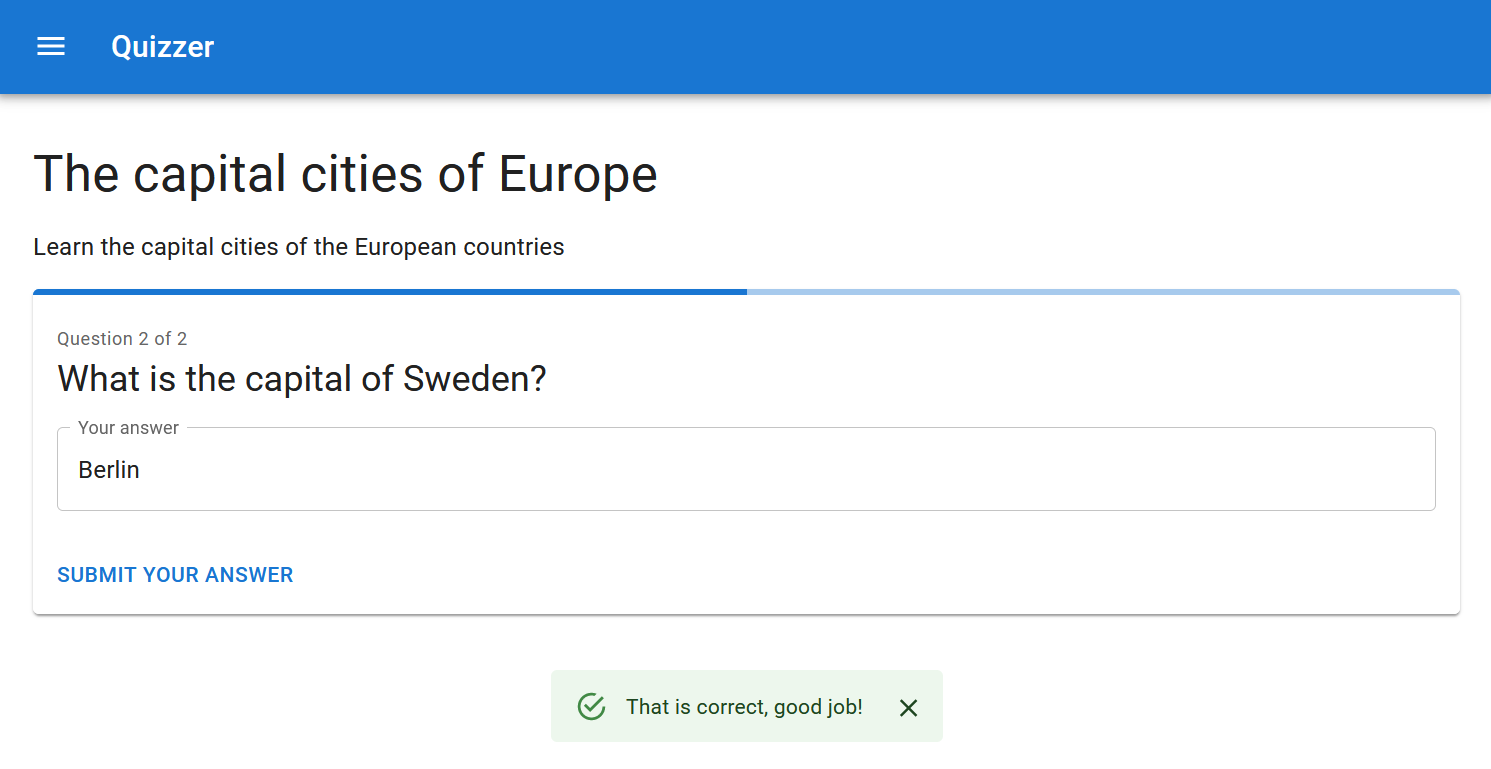 Quizzer
The capital cities of Europe
Learn the capital cities of the European countries
Question 2 of 2
What is the capital of Sweden?
Your answer
Berlin
SUBMIT YOUR ANSWER
That is correct, good job!